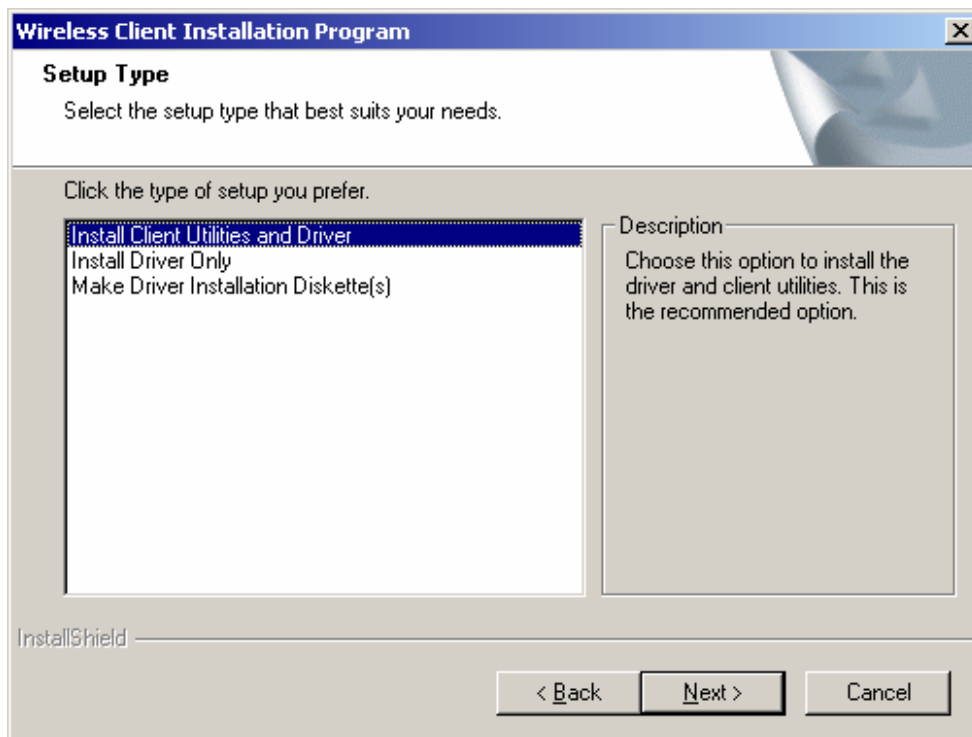 Wireless Client Installation Program
Setup Type
Select the setup type that best suits your needs.
Click the type of setup you prefer.
Install Client Utilities and Driver
Install Driver Only
Make Driver Installation Diskette(s)
Description
Choose this option to install the
driver and client utilities. This is
the recommended option.
InstallShield
< Back
Next >
Cancel